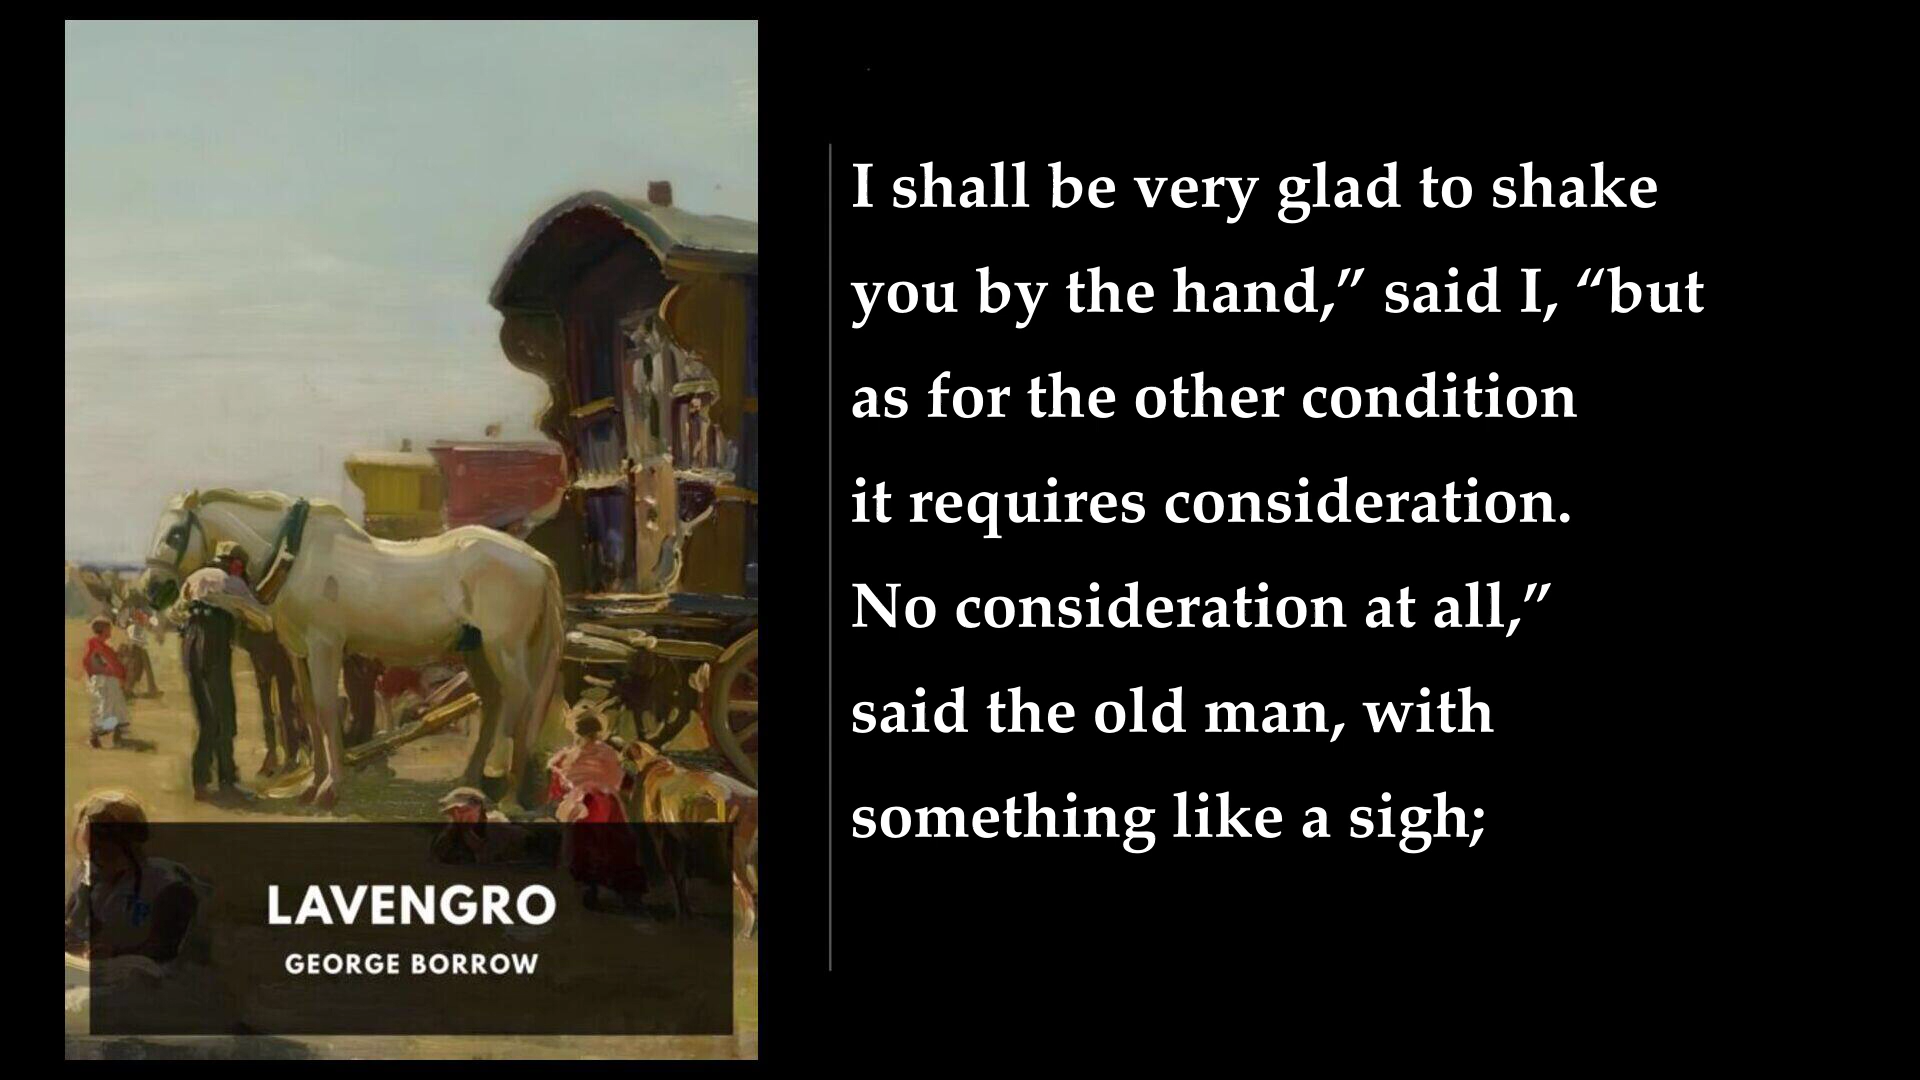 LAVENGRO
GEORGE BORROW
I shall be very glad to shake
you by the hand,” said I, “but
as for the other condition
it requires consideration.
No consideration at all,”
said the old man, with
something like a sigh;